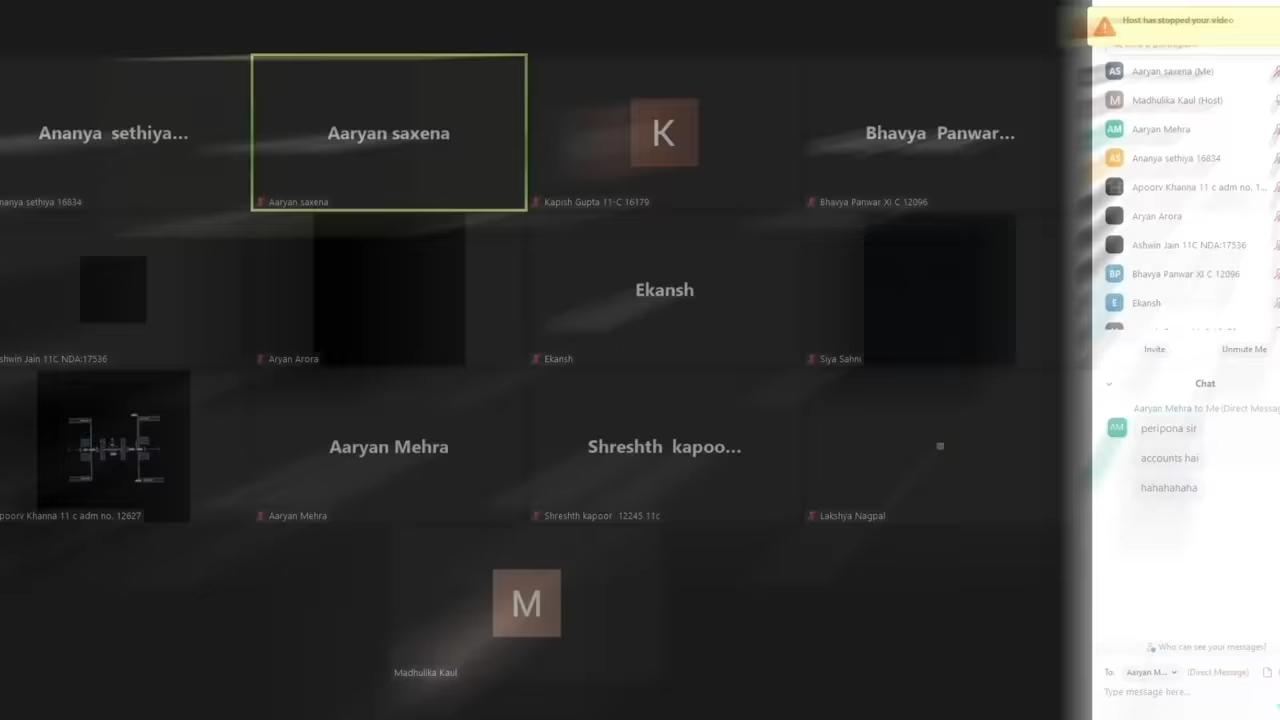 Host has stopped your video
Ananya sethiya...
Aaryan saxena
K
Bhavya Panwar...
nanya sethiya 16834
Aaryan saxena
Kapish Gupta 11-C 16179
Bhavya Panwar XI C 12096
Ekansh
shwin Jain 11C NDA:17536
Aryan Arora
Ekansh
Siya Sahni
Aaryan Mehra
Shreshth kapoo...
poorv Khanna 11 c adm no. 12627
Aaryan Mehra
Shreshth kapoor 12245 11c
Lakshya Nagpal
M
Madhulika Kaul
AS Aaryan saxena (Me)
M Madhulika Kaul (Host)
AM Aaryan Mehra
AS Ananya sethiya 16834
Apoorv Khanna 11 c adm no. 1...
Aryan Arora
Ashwin Jain 11C NDA:17536
BP Bhavya Panwar XI C 12096
E Ekansh
Invite Unmute Me
Chat
Aaryan Mehra to Me (Direct Messag
AM peripona sir
accounts hai
hahahahaha
Who can see your messages?
To: Aaryan M... (Direct Message)
Type message here...